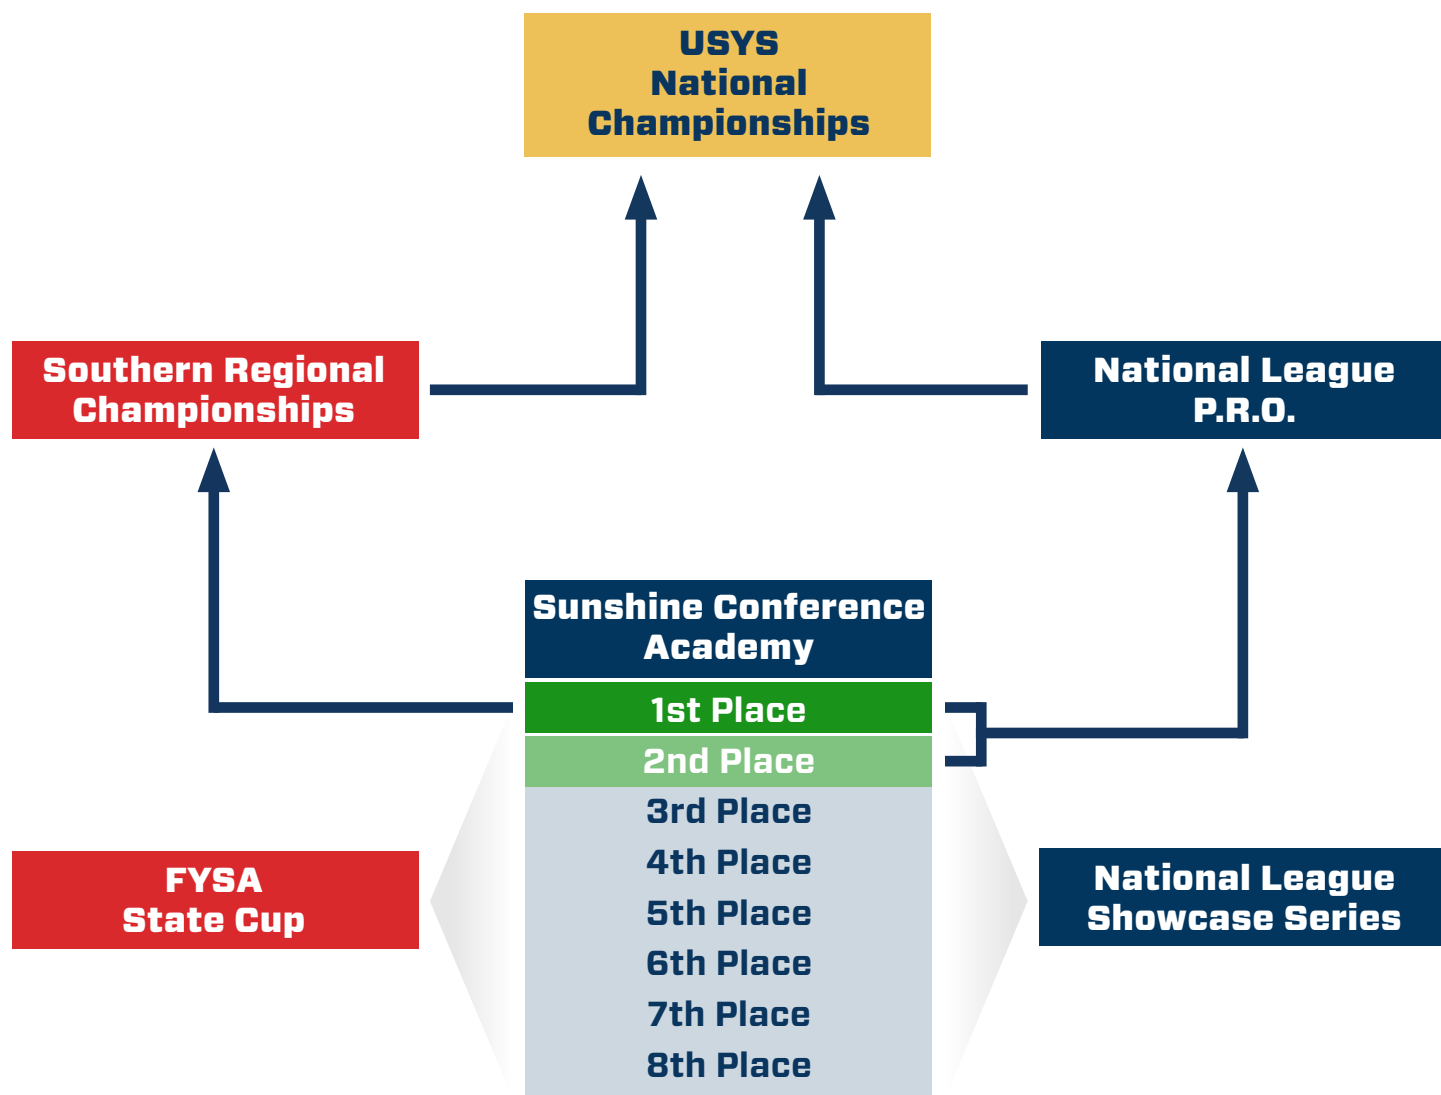 USYS
National
Championships
Southern Regional
Championships
National League
P.R.O.
Sunshine Conference
Academy
1st Place
2nd Place
3rd Place
4th Place
5th Place
6th Place
7th Place
8th Place
FYSA
State Cup
National League
Showcase Series